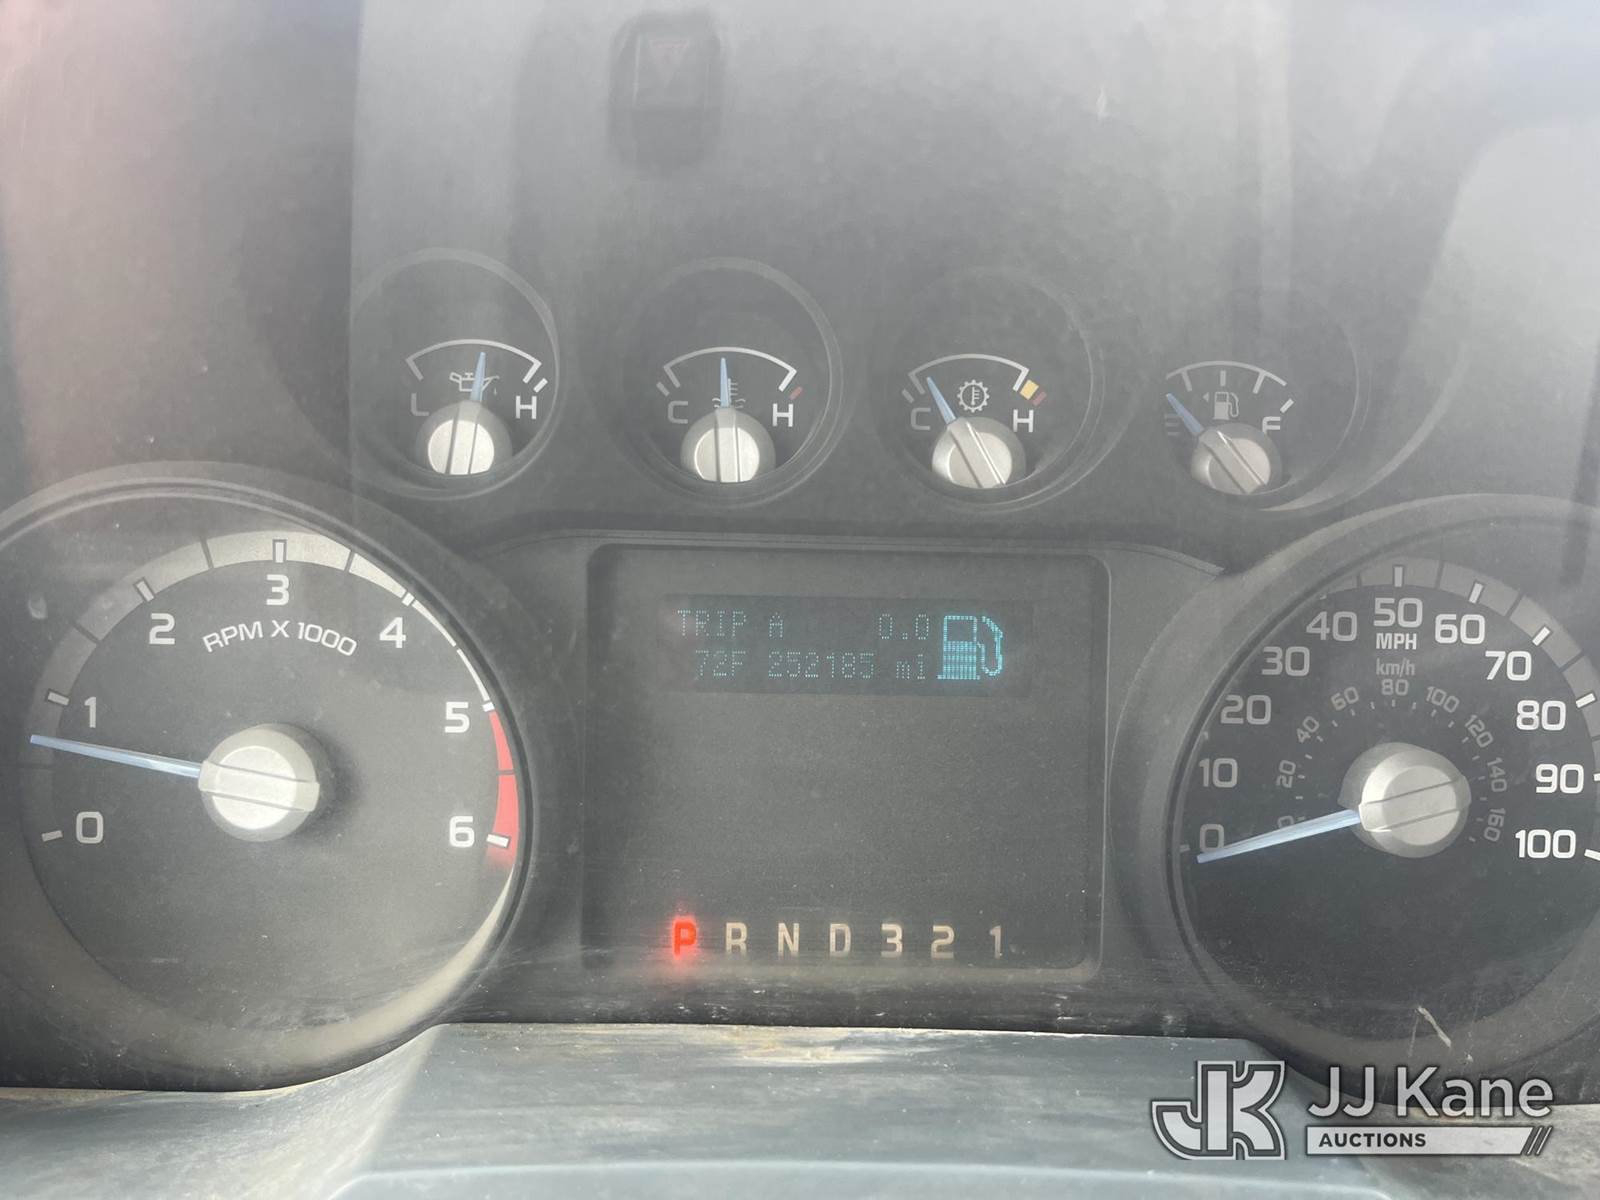 L H
C H
C H
E F
0 1 2 3 4 5 6
RPM X 1000
TRIP A 0.0
72F 252185 mi
P R N D 3 2 1
0 10 20 30 40 50 60 70 80 90 100
MPH
km/h
0 20 40 60 80 100 120 140 160
JK JJ Kane
AUCTIONS